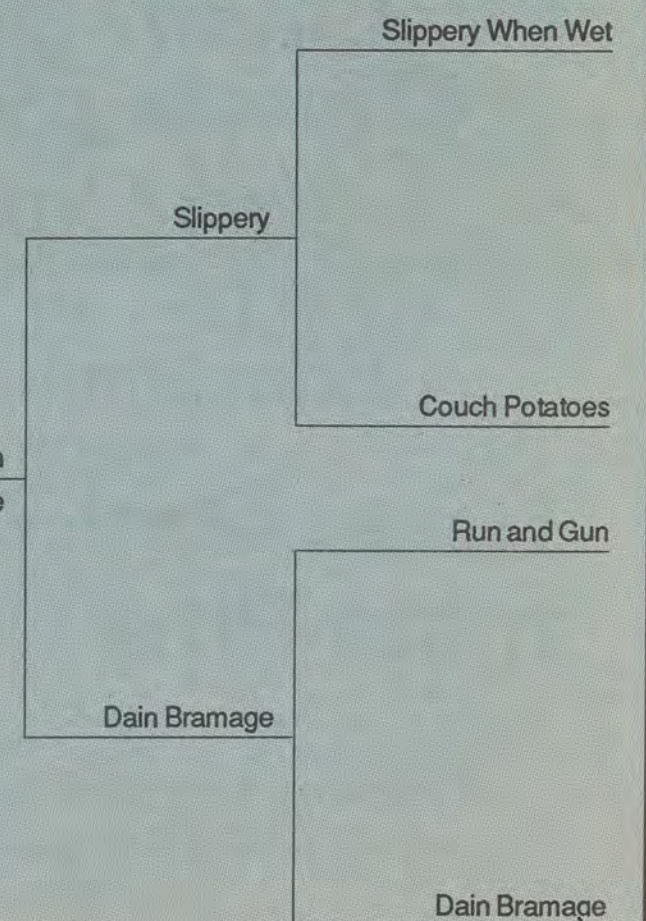 Slippery When Wet
Slippery
Couch Potatoes
Run and Gun
Dain Bramage
Dain Bramage